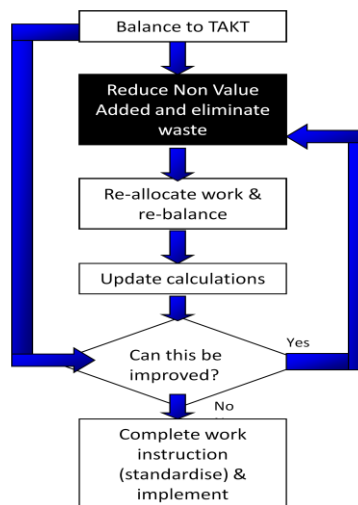 Balance to TAKT
Reduce Non Value
Added and eliminate
waste
Re-allocate work &
re-balance
Update calculations
Can this be
improved?
Yes
No
Complete work
instruction
(standardise) &
implement